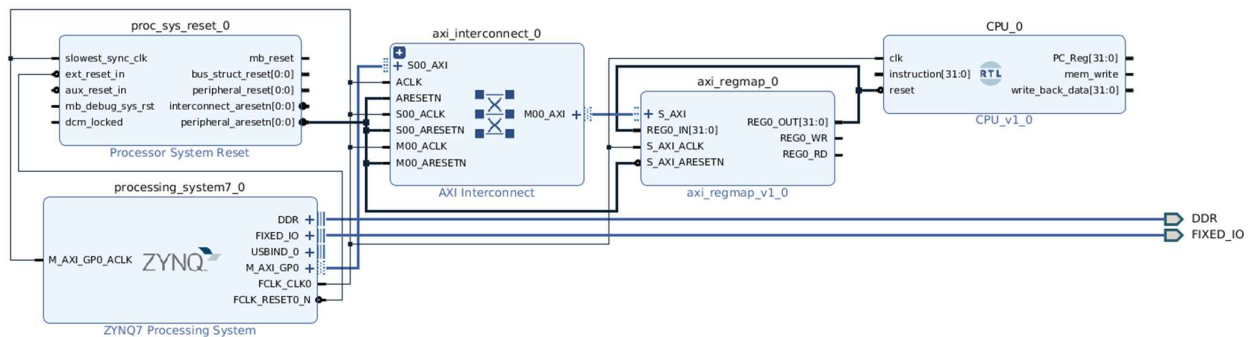 proc_sys_reset_0
slowest_sync_clk
ext_reset_in
aux_reset_in
mb_debug_sys_rst
dcm_locked
mb_reset
bus_struct_reset[0:0]
peripheral_reset[0:0]
interconnect_aresetn[0:0]
peripheral_aresetn[0:0]
Processor System Reset
processing_system7_0
M_AXI_GP0_ACLK
ZYNQ
DDR
FIXED_IO
USBIND_0
M_AXI_GP0
FCLK_CLK0
FCLK_RESET0_N
ZYNQ7 Processing System
axi_interconnect_0
S00_AXI
ACLK
ARESETN
S00_ACLK
S00_ARESETN
M00_ACLK
M00_ARESETN
M00_AXI
AXI Interconnect
axi_regmap_0
S_AXI
REG0_IN[31:0]
S_AXI_ACLK
S_AXI_ARESETN
REG0_OUT[31:0]
REG0_WR
REG0_RD
axi_regmap_v1_0
CPU_0
clk
instruction[31:0]
reset
RTL
PC_Reg[31:0]
mem_write
write_back_data[31:0]
CPU_v1_0
DDR
FIXED_IO